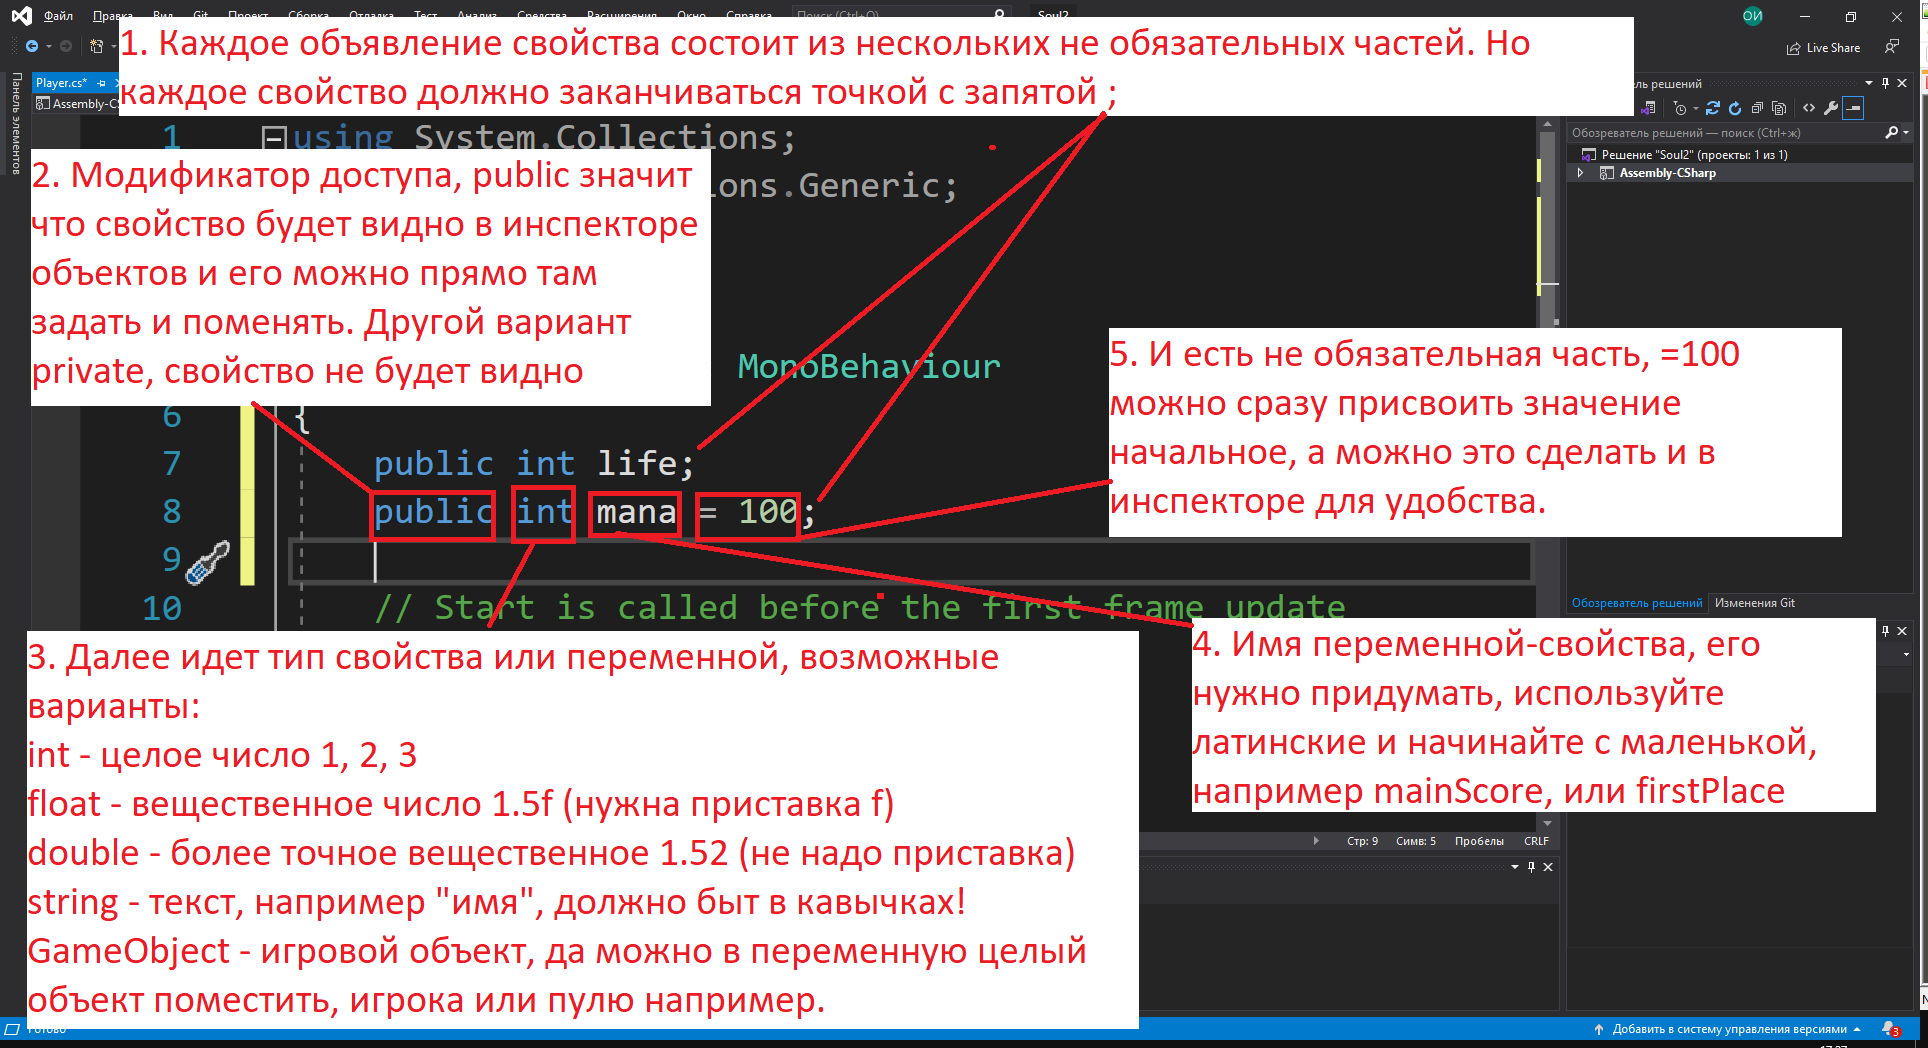 Файл Правка Вид Git Проект Сборка Отладка Тест Анализ Средства Расширения Окно Справка Поиск (Ctrl+Q) Soul2 ОИ
Live Share
1. Каждое объявление свойства состоит из нескольких не обязательных частей. Но
каждое свойство должно заканчиваться точкой с запятой ;
Панель элементов
Player.cs*
Assembly-CS
1 using System.Collections;
ions.Generic;
2. Модификатор доступа, public значит
что свойство будет видно в инспекторе
объектов и его можно прямо там
задать и поменять. Другой вариант
private, свойство не будет видно
MonoBehaviour
6 {
7 public int life;
8 public int mana = 100;
9
10 // Start is called before the first frame update
5. И есть не обязательная часть, =100
можно сразу присвоить значение
начальное, а можно это сделать и в
инспекторе для удобства.
3. Далее идет тип свойства или переменной, возможные
варианты:
int - целое число 1, 2, 3
float - вещественное число 1.5f (нужна приставка f)
double - более точное вещественное 1.52 (не надо приставка)
string - текст, например "имя", должно быт в кавычках!
GameObject - игровой объект, да можно в переменную целый
объект поместить, игрока или пулю например.
4. Имя переменной-свойства, его
нужно придумать, используйте
латинские и начинайте с маленькой,
например mainScore, или firstPlace
ль решений
Обозреватель решений — поиск (Ctrl+ж)
Решение "Soul2" (проекты: 1 из 1)
Assembly-CSharp
Обозреватель решений Изменения Git
Стр: 9 Симв: 5 Пробелы CRLF
Готово
Добавить в систему управления версиями 3